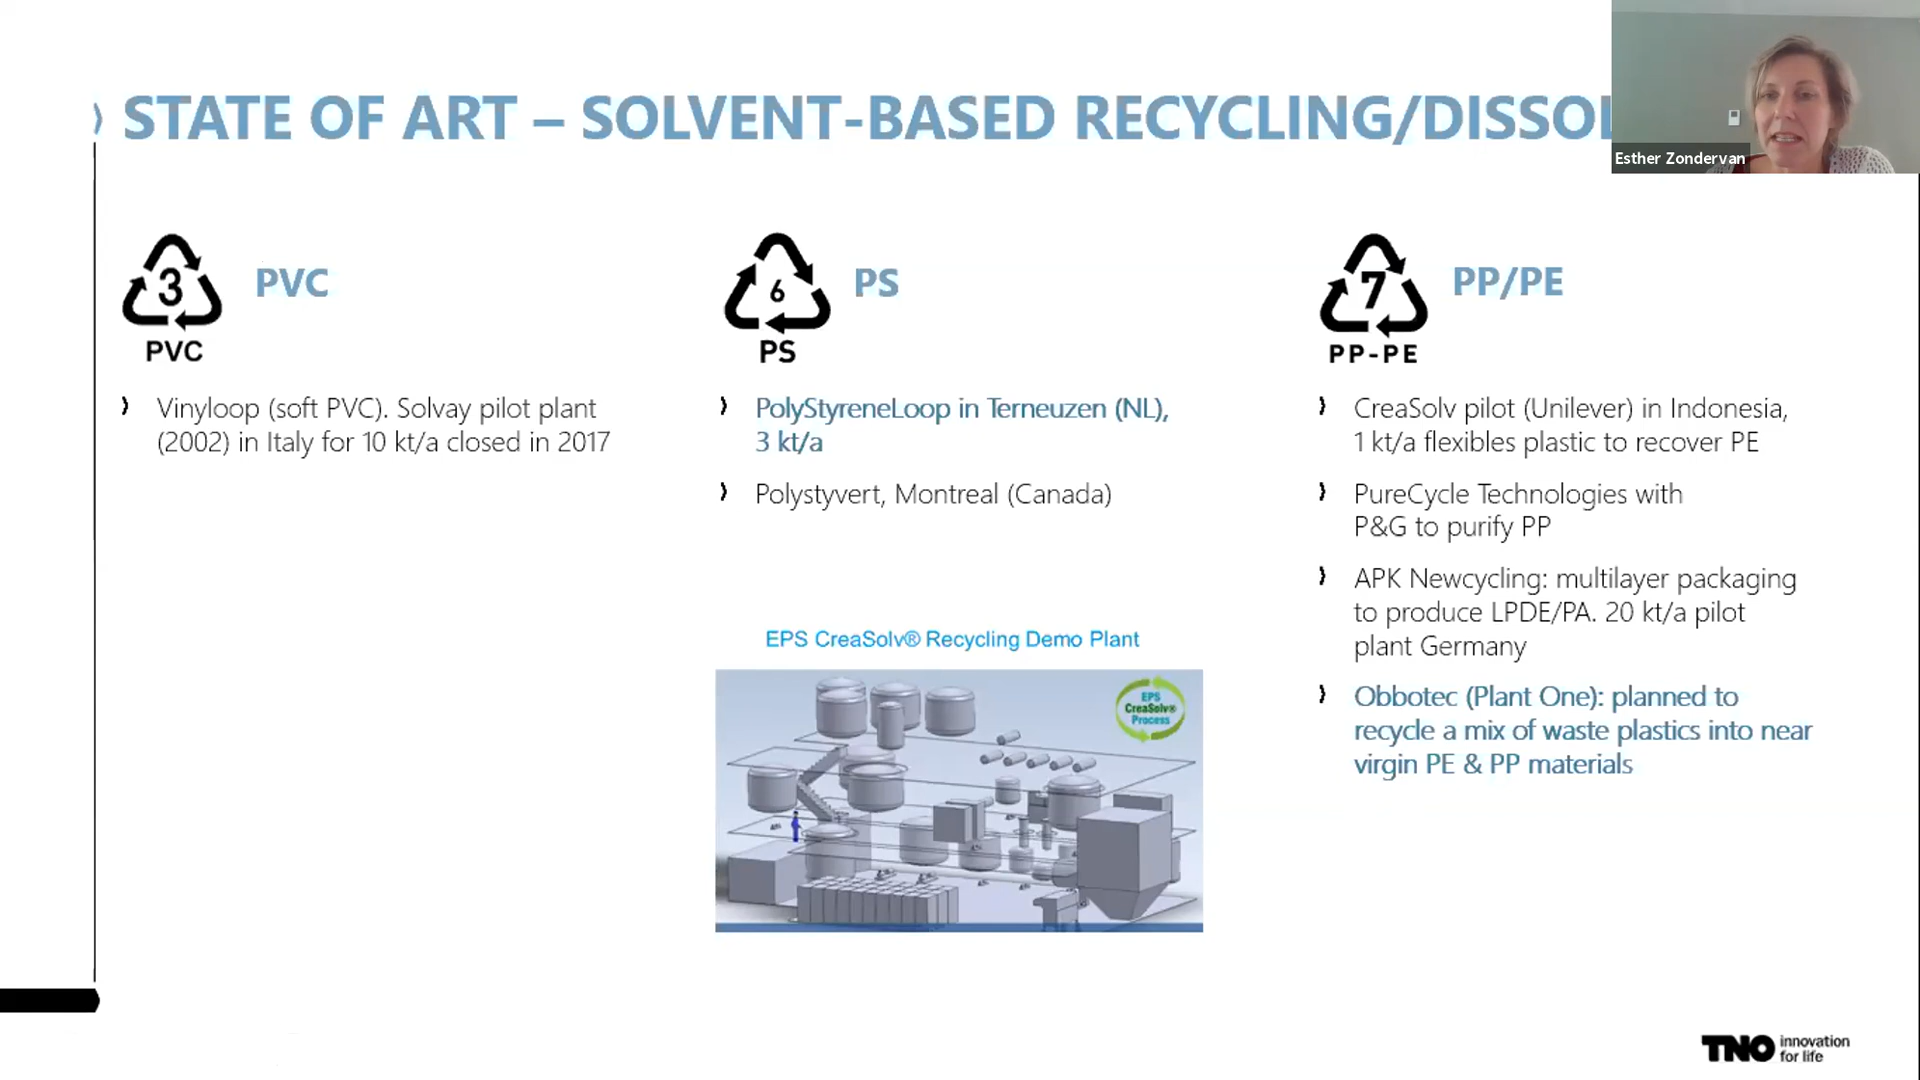 STATE OF ART – SOLVENT-BASED RECYCLING/DISSOL
Esther Zondervan
3
PVC
PVC
Vinyloop (soft PVC). Solvay pilot plant
(2002) in Italy for 10 kt/a closed in 2017
6
PS
PS
PolyStyreneLoop in Terneuzen (NL),
3 kt/a
Polystyvert, Montreal (Canada)
EPS CreaSolv® Recycling Demo Plant
EPS
CreaSolv®
Process
7
PP-PE
PP/PE
CreaSolv pilot (Unilever) in Indonesia,
1 kt/a flexibles plastic to recover PE
PureCycle Technologies with
P&G to purify PP
APK Newcycling: multilayer packaging
to produce LPDE/PA. 20 kt/a pilot
plant Germany
Obbotec (Plant One): planned to
recycle a mix of waste plastics into near
virgin PE & PP materials
TNO innovation
for life